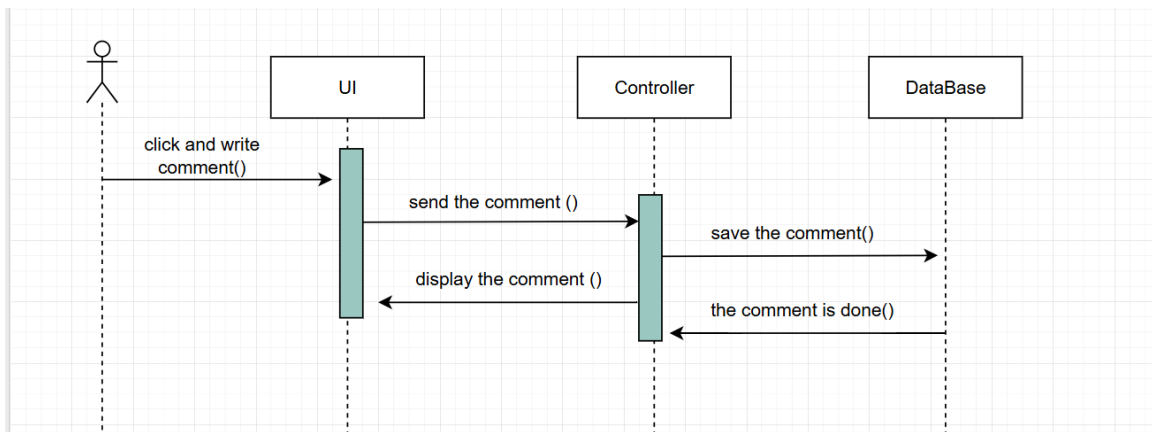 UI
Controller
DataBase
click and write
comment()
send the comment ()
save the comment()
display the comment ()
the comment is done()